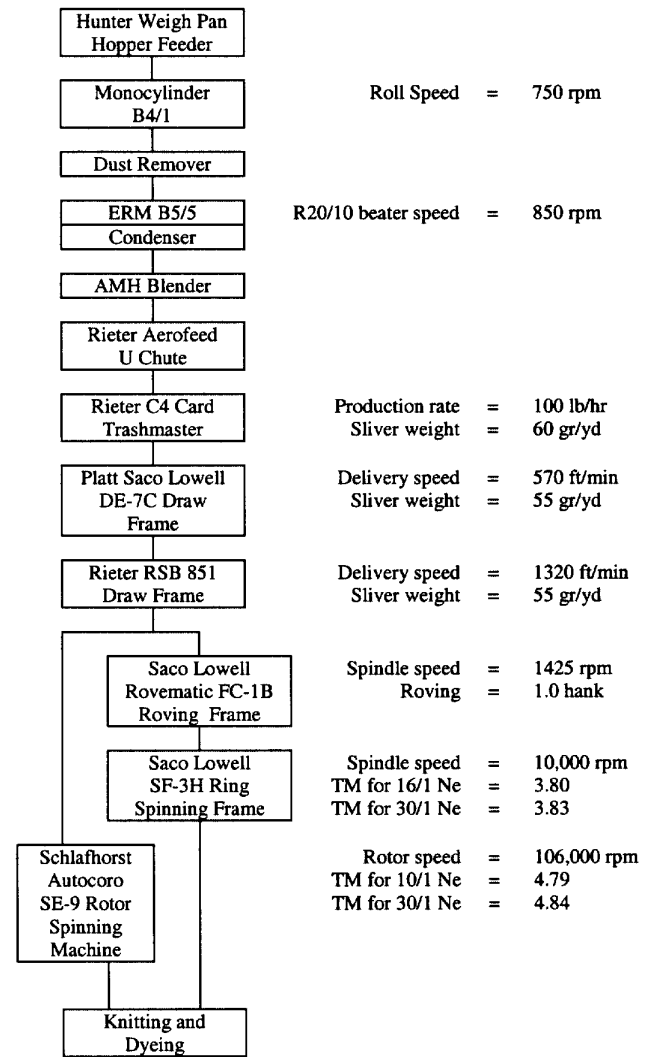 Hunter Weigh Pan
Hopper Feeder
Monocylinder
B4/1
Roll Speed = 750 rpm
Dust Remover
ERM B5/5
R20/10 beater speed = 850 rpm
Condenser
AMH Blender
Rieter Aerofeed
U Chute
Rieter C4 Card
Trashmaster
Production rate = 100 lb/hr
Sliver weight = 60 gr/yd
Platt Saco Lowell
DE-7C Draw
Frame
Delivery speed = 570 ft/min
Sliver weight = 55 gr/yd
Rieter RSB 851
Draw Frame
Delivery speed = 1320 ft/min
Sliver weight = 55 gr/yd
Saco Lowell
Rovematic FC-1B
Roving Frame
Spindle speed = 1425 rpm
Roving = 1.0 hank
Saco Lowell
SF-3H Ring
Spinning Frame
Spindle speed = 10,000 rpm
TM for 16/1 Ne = 3.80
TM for 30/1 Ne = 3.83
Schlafhorst
Autocoro
SE-9 Rotor
Spinning
Machine
Rotor speed = 106,000 rpm
TM for 10/1 Ne = 4.79
TM for 30/1 Ne = 4.84
Knitting and
Dyeing